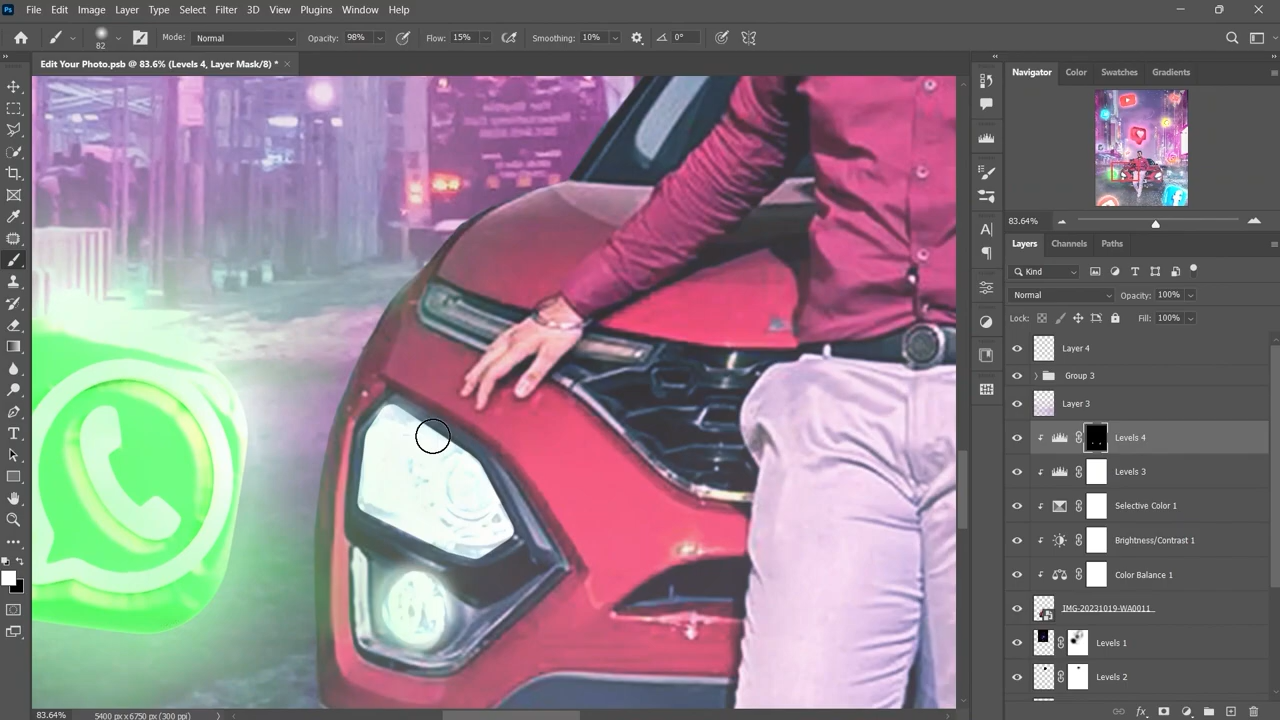 File Edit Image Layer Type Select Filter 3D View Plugins Window Help
82 Mode: Normal Opacity: 98% Flow: 15% Smoothing: 10% 0°
Edit Your Photo.psb @ 83.6% (Levels 4, Layer Mask/8) *
Navigator Color Swatches Gradients
83.64%
Layers Channels Paths
Kind
Normal Opacity: 100%
Lock: Fill: 100%
Layer 4
Group 3
Layer 3
Levels 4
Levels 3
Selective Color 1
Brightness/Contrast 1
Color Balance 1
IMG-20231019-WA0011
Levels 1
Levels 2
83.64% 5400 px x 6750 px (300 ppi)